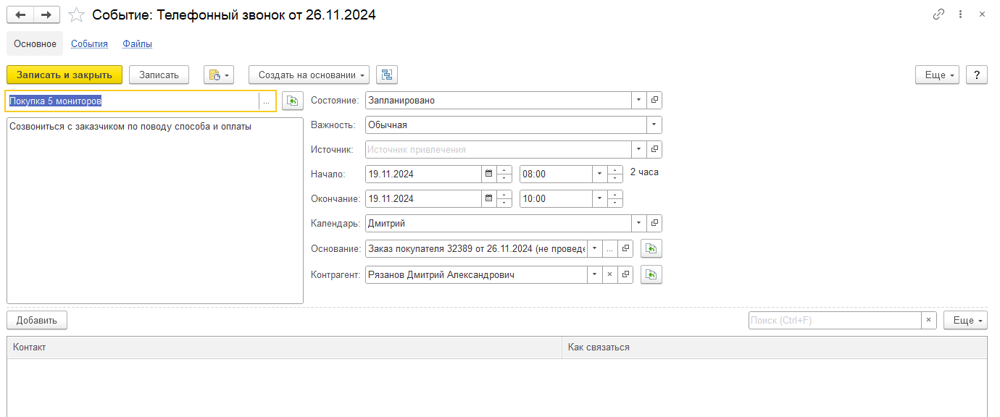 Событие: Телефонный звонок от 26.11.2024
Основное События Файлы
Записать и закрыть Записать Создать на основании Еще ?
Покупка 5 мониторов ...
Созвониться с заказчиком по поводу способа и оплаты
Состояние: Запланировано
Важность: Обычная
Источник: Источник привлечения
Начало: 19.11.2024 08:00 2 часа
Окончание: 19.11.2024 10:00
Календарь: Дмитрий
Основание: Заказ покупателя 32389 от 26.11.2024 (не проведе ...
Контрагент: Рязанов Дмитрий Александрович
Добавить Поиск (Ctrl+F) Еще
Контакт Как связаться